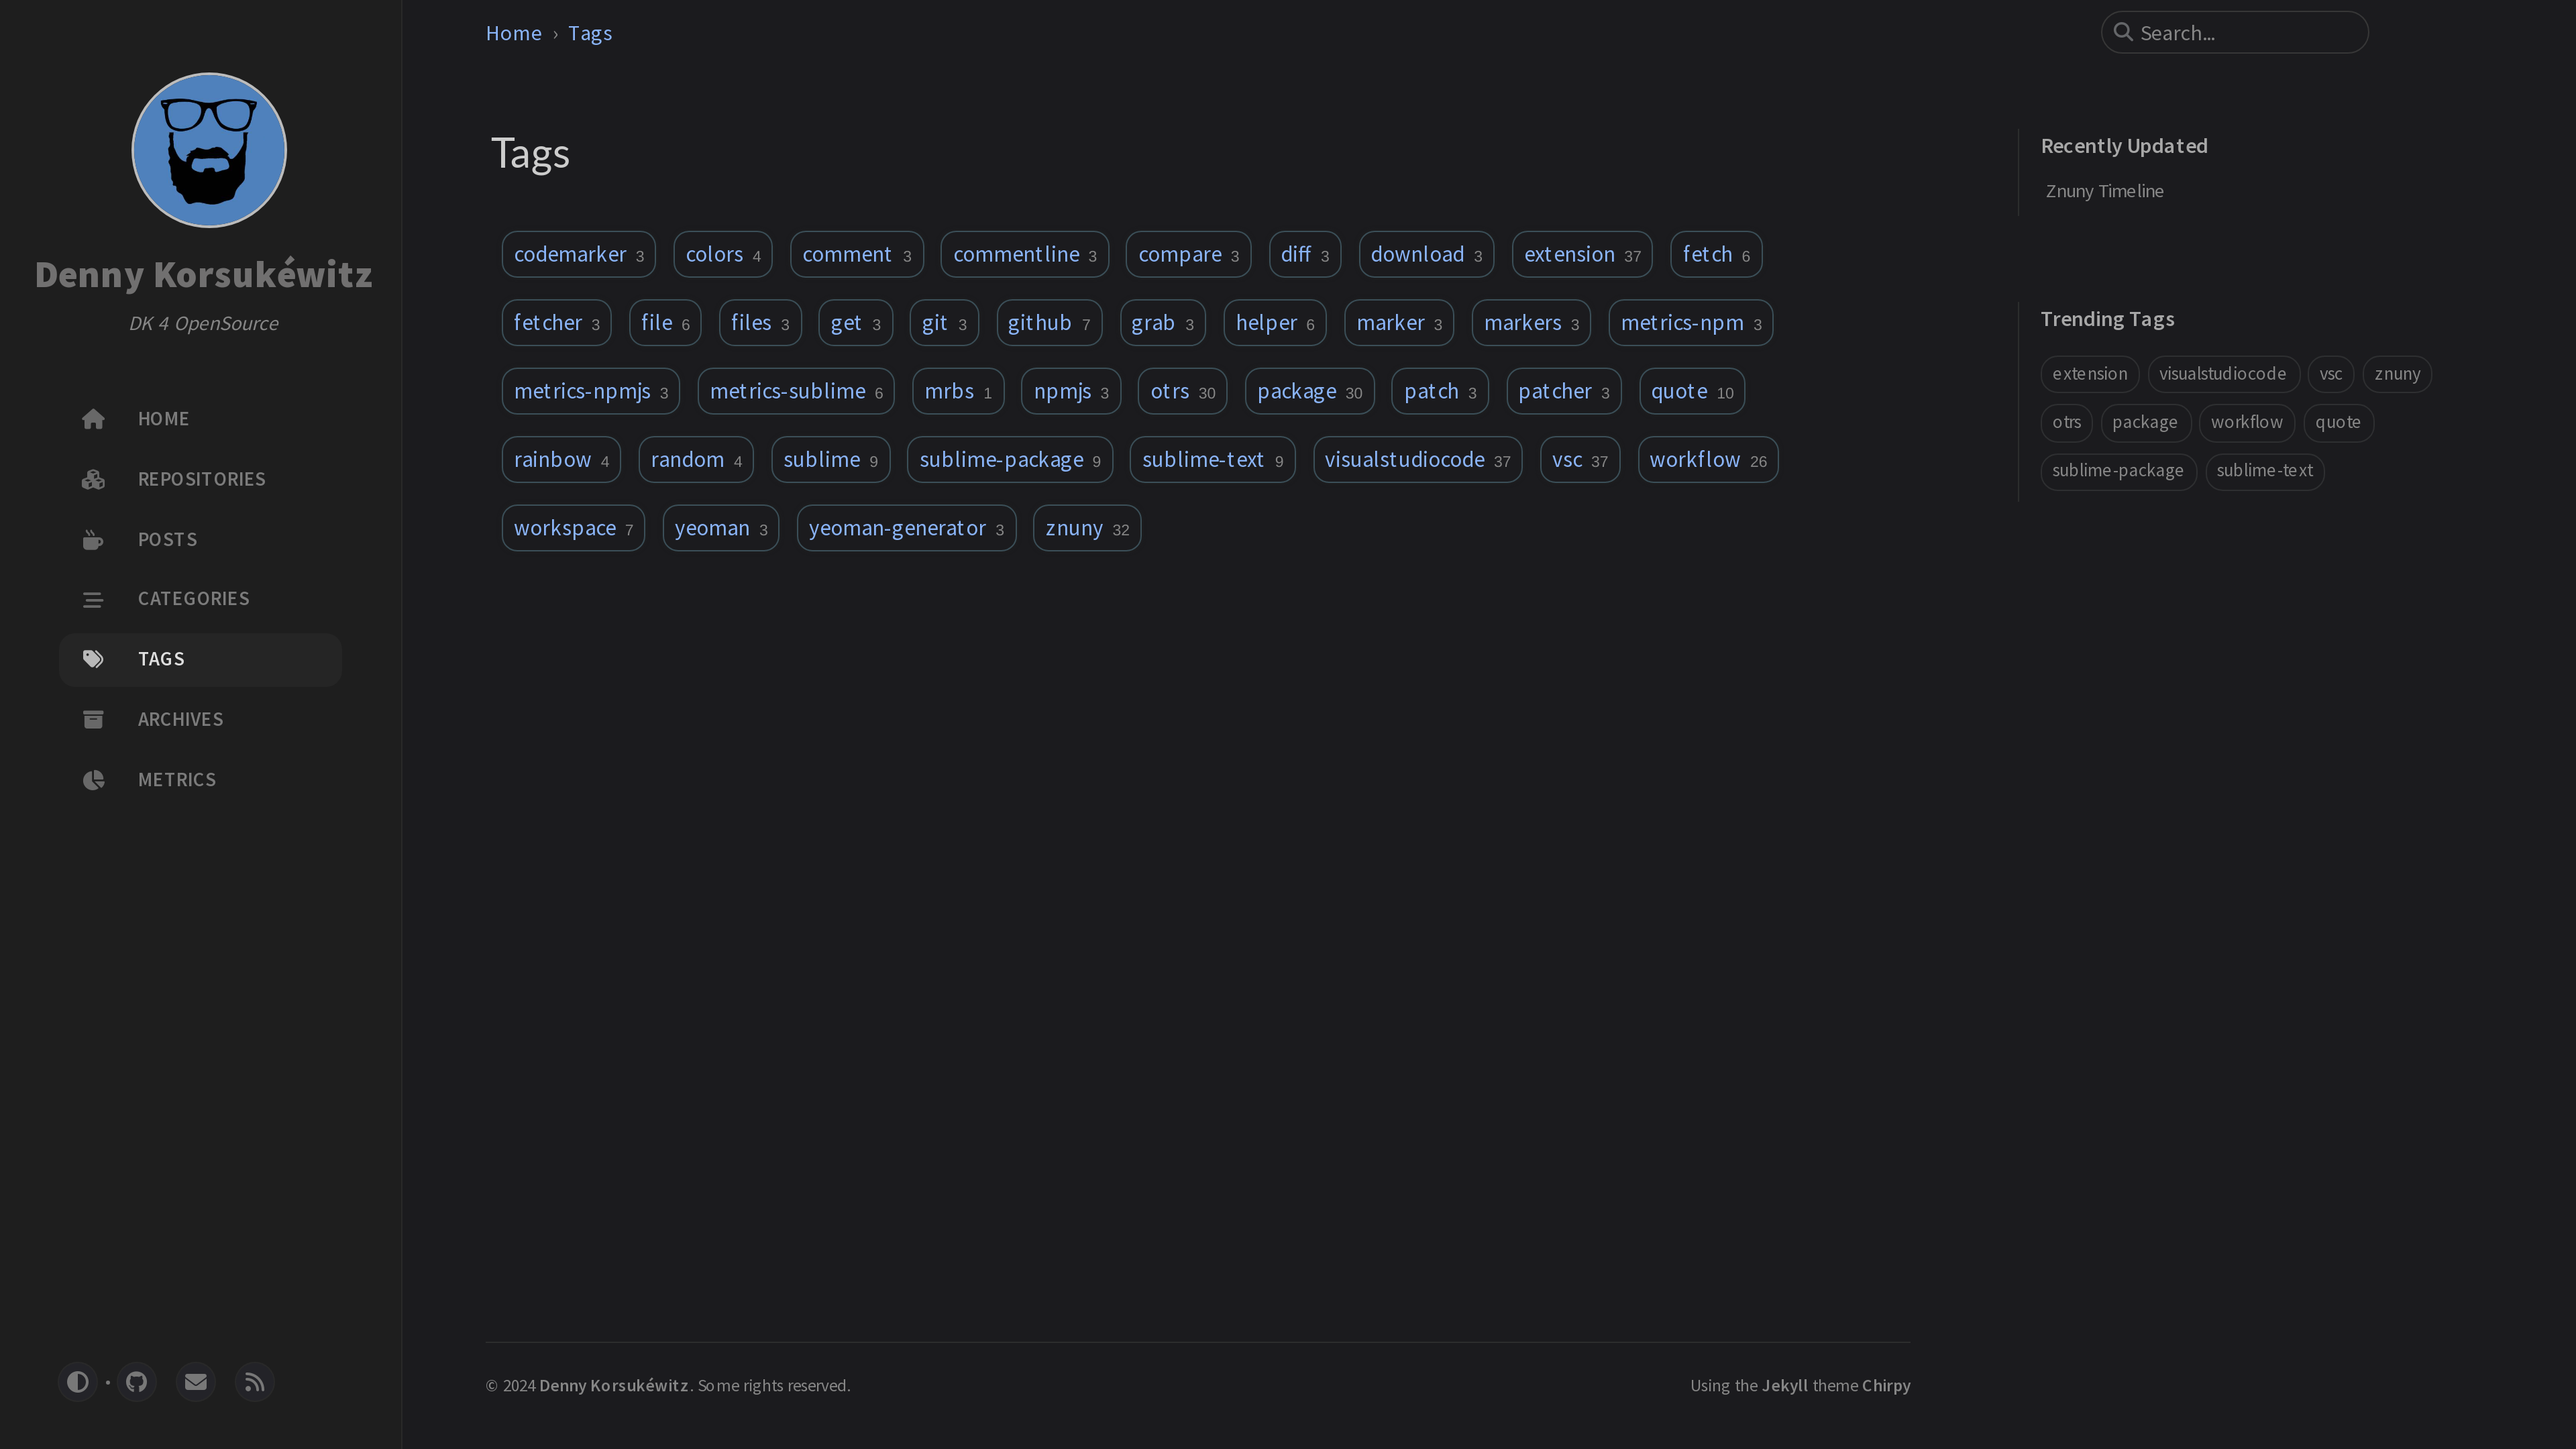 Denny Korsukéwitz
DK 4 OpenSource
HOME
REPOSITORIES
POSTS
CATEGORIES
TAGS
ARCHIVES
METRICS
Home › Tags
Search...
Tags
codemarker 3 colors 4 comment 3 commentline 3 compare 3 diff 3 download 3 extension 37 fetch 6
fetcher 3 file 6 files 3 get 3 git 3 github 7 grab 3 helper 6 marker 3 markers 3 metrics-npm 3
metrics-npmjs 3 metrics-sublime 6 mrbs 1 npmjs 3 otrs 30 package 30 patch 3 patcher 3 quote 10
rainbow 4 random 4 sublime 9 sublime-package 9 sublime-text 9 visualstudiocode 37 vsc 37 workflow 26
workspace 7 yeoman 3 yeoman-generator 3 znuny 32
Recently Updated
Znuny Timeline
Trending Tags
extension visualstudiocode vsc znuny
otrs package workflow quote
sublime-package sublime-text
© 2024 Denny Korsukéwitz. Some rights reserved.
Using the Jekyll theme Chirpy